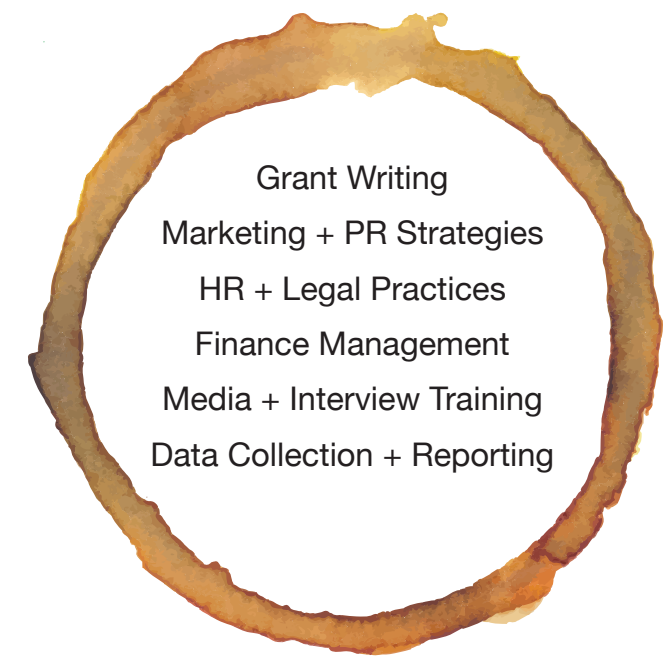 Grant Writing
Marketing + PR Strategies
HR + Legal Practices
Finance Management
Media + Interview Training
Data Collection + Reporting